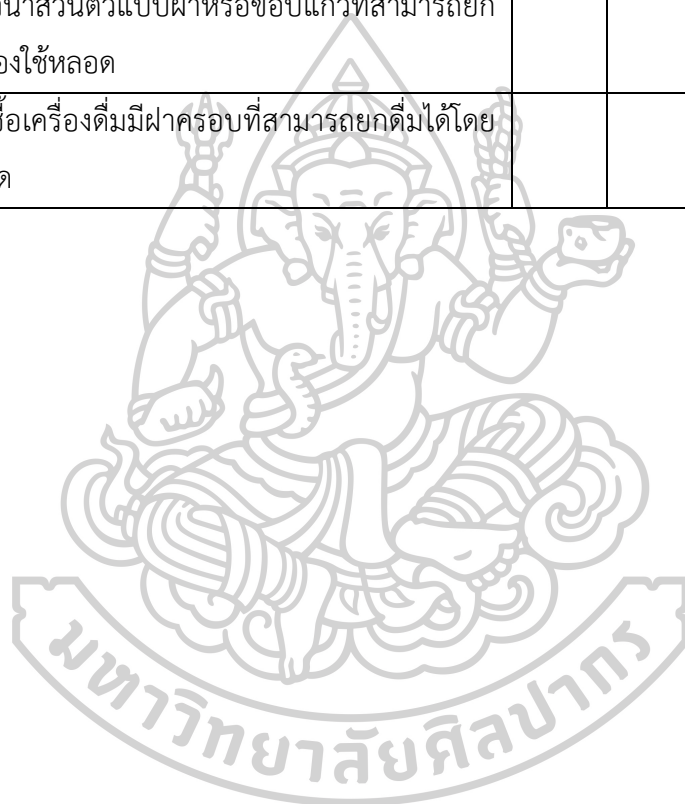 น้ำส่วนตัวแบบฝาหรือขอบแก้วที่สามารถยก
องใช้หลอด
ซื้อเครื่องดื่มมีฝาครอบที่สามารถยกดื่มได้โดย
ด
มหาวิทยาลัยศิลปากร